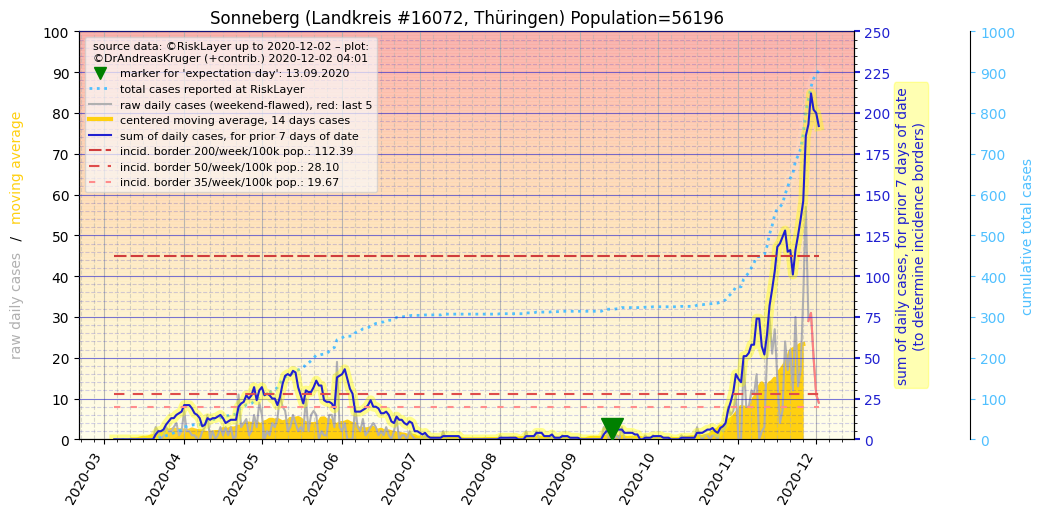 Sonneberg (Landkreis #16072, Thüringen) Population=56196
source data: ©RiskLayer up to 2020-12-02 – plot:
©DrAndreasKruger (+contrib.) 2020-12-02 04:01
marker for 'expectation day': 13.09.2020
total cases reported at RiskLayer
raw daily cases (weekend-flawed), red: last 5
centered moving average, 14 days cases
sum of daily cases, for prior 7 days of date
incid. border 200/week/100k pop.: 112.39
incid. border 50/week/100k pop.: 28.10
incid. border 35/week/100k pop.: 19.67
raw daily cases / moving average
100
90
80
70
60
50
40
30
20
10
0
2020-03
2020-04
2020-05
2020-06
2020-07
2020-08
2020-09
2020-10
2020-11
2020-12
250
225
200
175
150
125
100
75
50
25
0
sum of daily cases, for prior 7 days of date
(to determine incidence borders)
1000
900
800
700
600
500
400
300
200
100
0
cumulative total cases